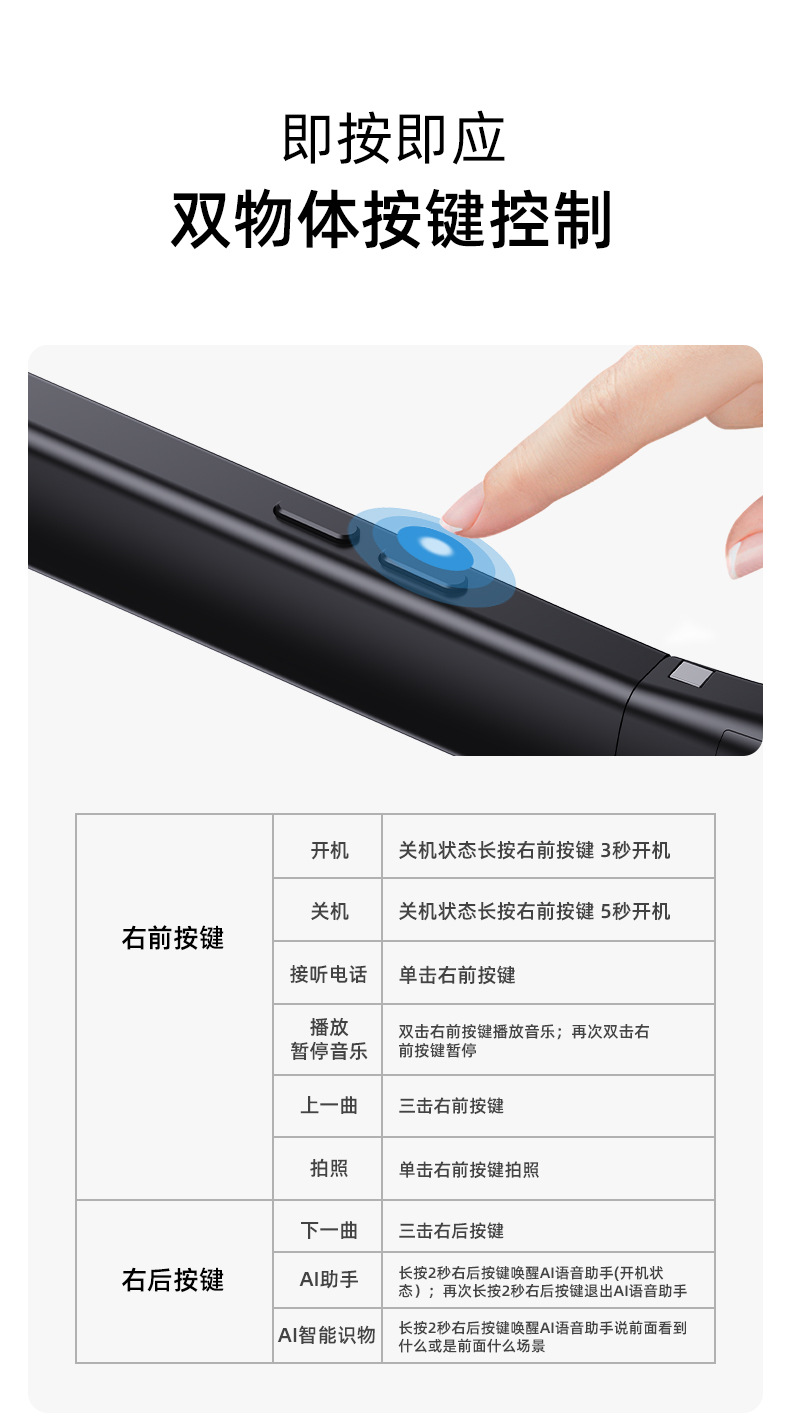 即按即应
双物体按键控制
右前按键
开机
关机状态长按右前按键 3秒开机
关机
关机状态长按右前按键 5秒开机
接听电话
单击右前按键
播放
暂停音乐
双击右前按键播放音乐；再次双击右
前按键暂停
上一曲
三击右前按键
拍照
单击右前按键拍照
右后按键
下一曲
三击右后按键
AI助手
长按2秒右后按键唤醒AI语音助手(开机状
态）；再次长按2秒右后按键退出AI语音助手
AI智能识物
长按2秒右后按键唤醒AI语音助手说前面看到
什么或是前面什么场景